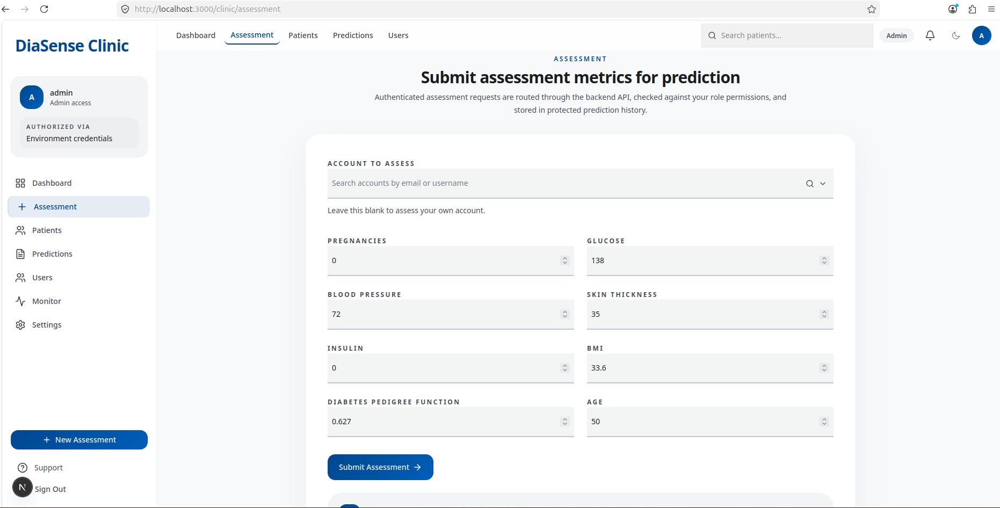 http://localhost:3000/clinic/assessment
DiaSense Clinic
Dashboard
Assessment
Patients
Predictions
Users
Search patients...
Admin
A
A
admin
Admin access
AUTHORIZED VIA
Environment credentials
Dashboard
Assessment
Patients
Predictions
Users
Monitor
Settings
New Assessment
Support
N
Sign Out
ASSESSMENT
Submit assessment metrics for prediction
Authenticated assessment requests are routed through the backend API, checked against your role permissions, and
stored in protected prediction history.
ACCOUNT TO ASSESS
Search accounts by email or username
Leave this blank to assess your own account.
PREGNANCIES
0
GLUCOSE
138
BLOOD PRESSURE
72
SKIN THICKNESS
35
INSULIN
0
BMI
33.6
DIABETES PEDIGREE FUNCTION
0.627
AGE
50
Submit Assessment